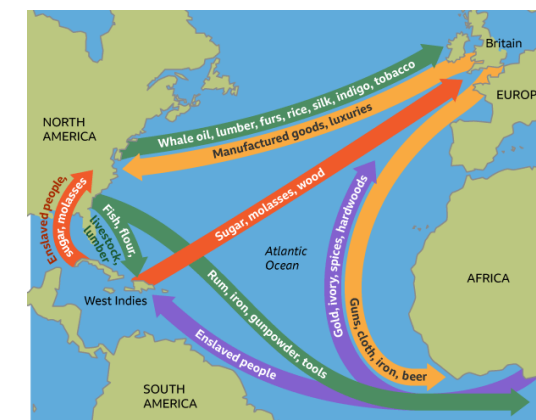 Britain
EUROP
Whale oil, lumber, furs, rice, silk, indigo, tobacco
Manufactured goods, luxuries
NORTH
AMERICA
Enslaved people,
sugar, molasses
Fish, flour,
livestock,
lumber
Sugar, molasses, wood
Gold, ivory, spices, hardwoods
Atlantic
Ocean
AFRICA
West Indies
Rum, iron, gunpowder, tools
Guns, cloth, iron, beer
Enslaved people
SOUTH
AMERICA